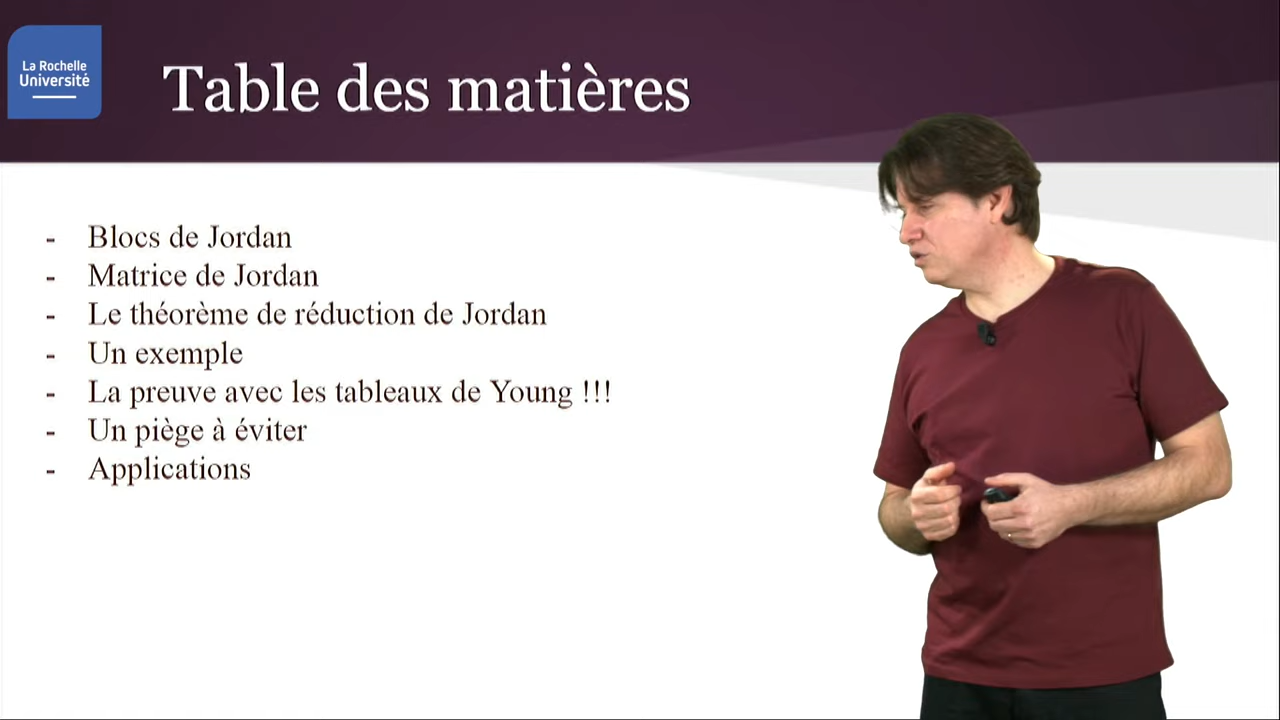 La Rochelle
Université
Table des matières
- Blocs de Jordan
- Matrice de Jordan
- Le théorème de réduction de Jordan
- Un exemple
- La preuve avec les tableaux de Young !!!
- Un piège à éviter
- Applications